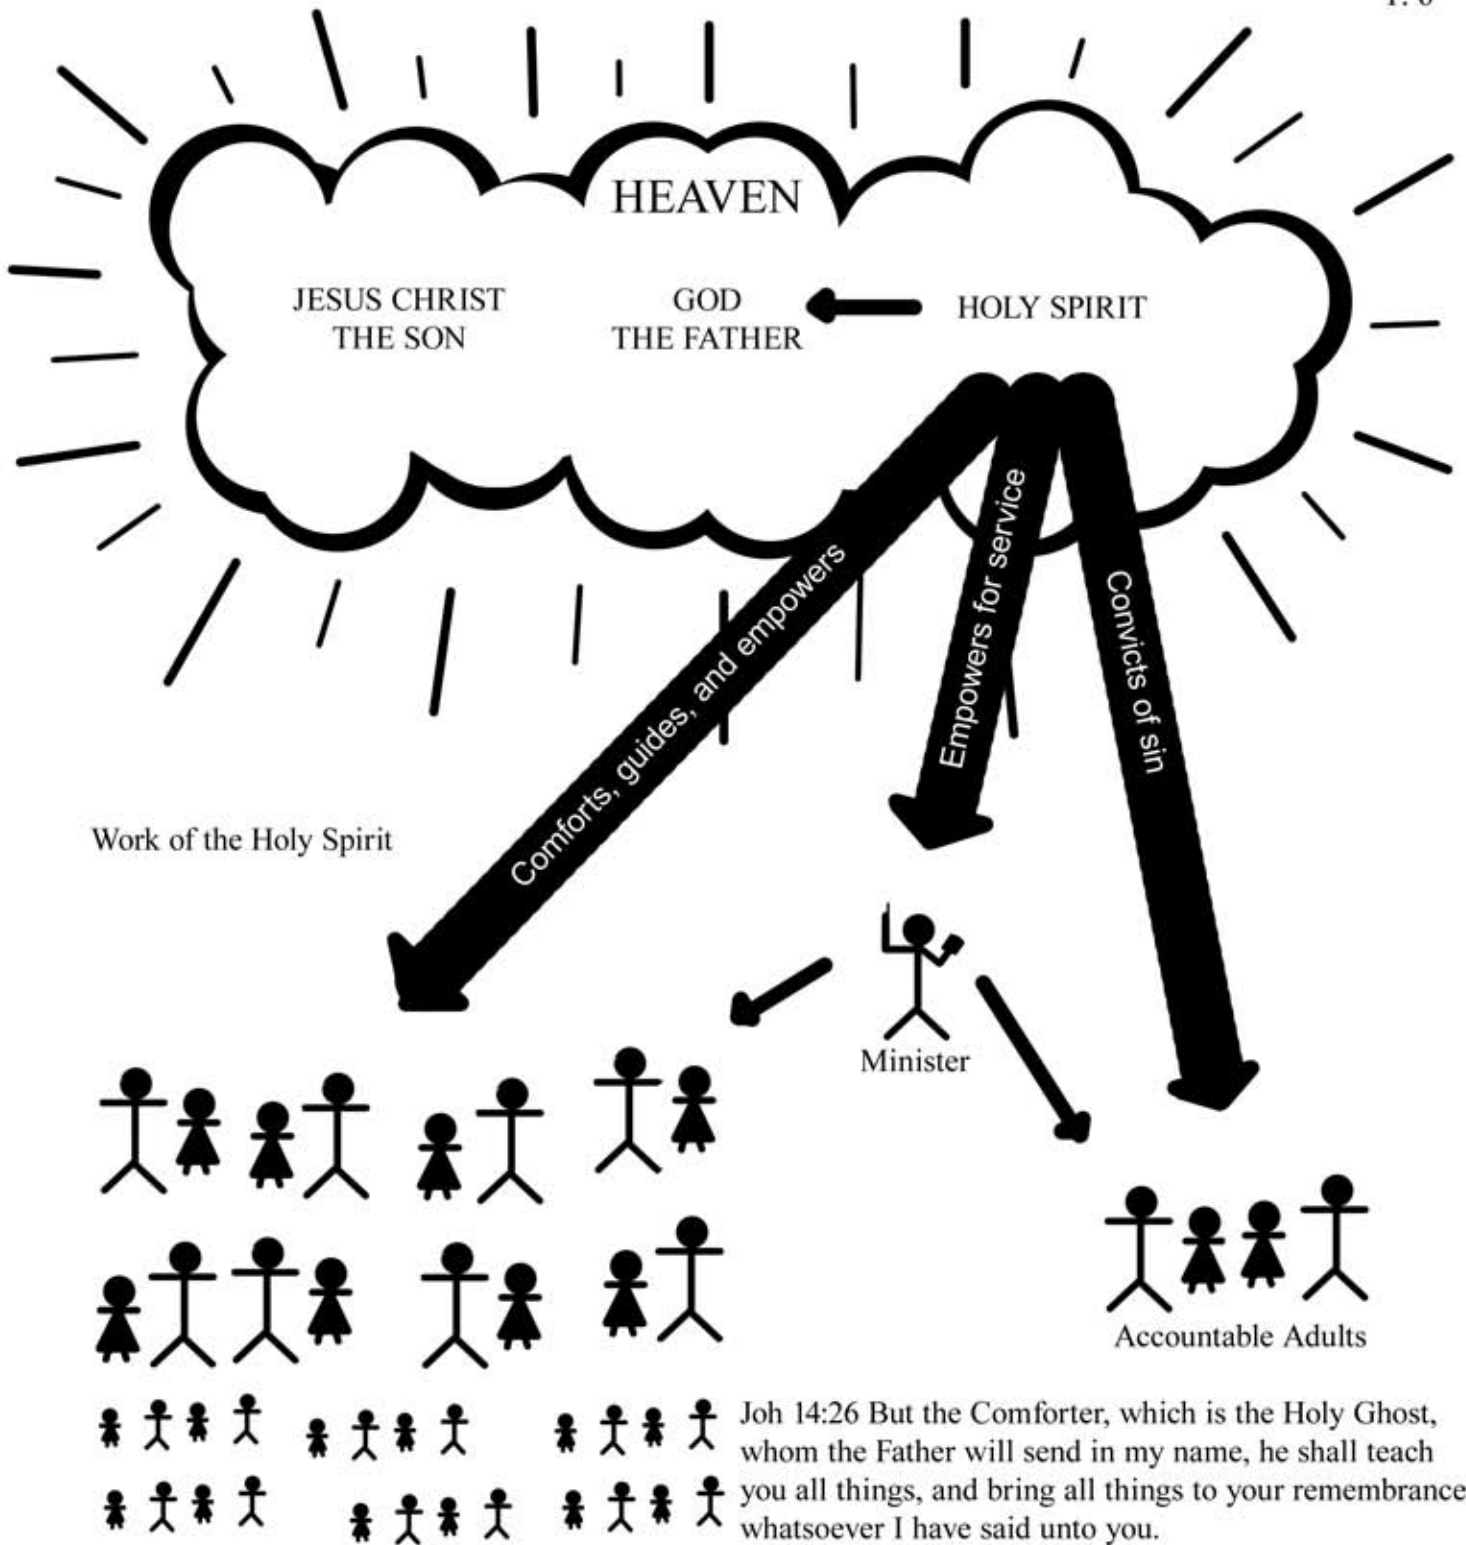 HEAVEN
JESUS CHRIST
THE SON
GOD
THE FATHER
HOLY SPIRIT
Comforts, guides, and empowers
Empowers for service
Convicts of sin
Work of the Holy Spirit
Minister
Accountable Adults
Joh 14:26 But the Comforter, which is the Holy Ghost,
whom the Father will send in my name, he shall teach
you all things, and bring all things to your remembrance
whatsoever I have said unto you.